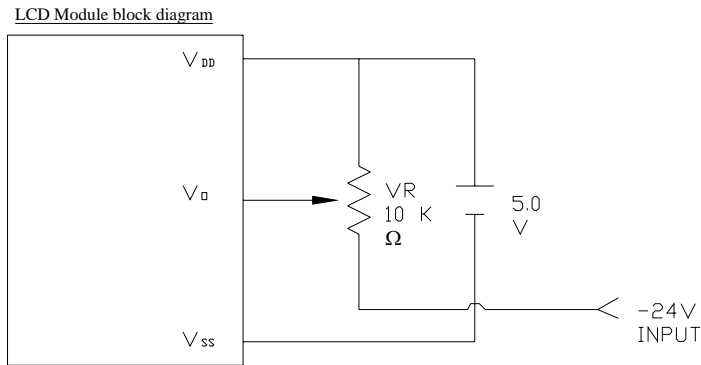 LCD Module block diagram
VDD
VO
VR
10 K
Ω
5.0
V
-24V
INPUT
VSS